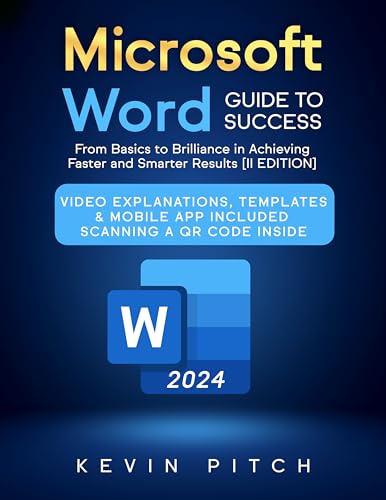 Microsoft
Word
GUIDE TO
SUCCESS
From Basics to Brilliance in Achieving
Faster and Smarter Results [II EDITION]
VIDEO EXPLANATIONS, TEMPLATES
& MOBILE APP INCLUDED
SCANNING A QR CODE INSIDE
W
2024
KEVIN PITCH